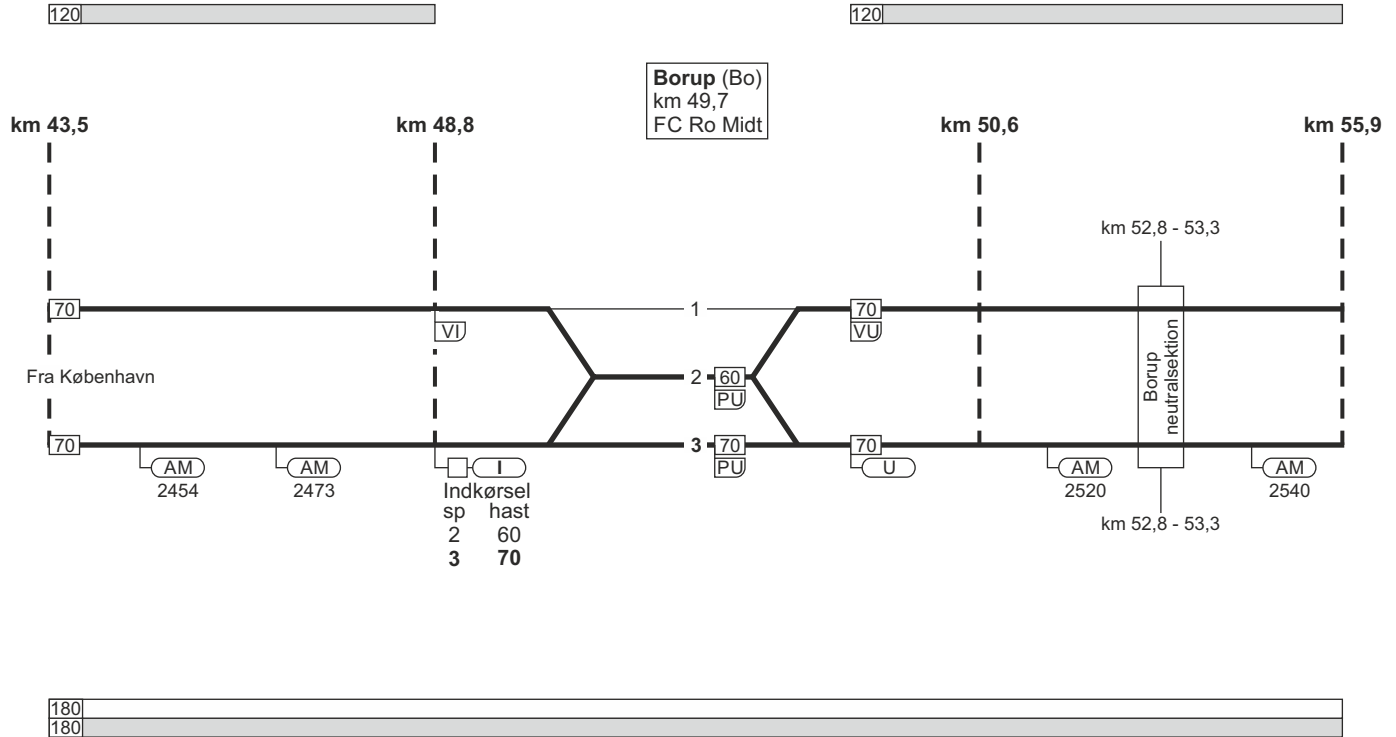 120
120
Borup (Bo)
km 49,7
FC Ro Midt
km 43,5
km 48,8
km 50,6
km 55,9
km 52,8 - 53,3
70
1
70
VI
VU
Fra København
2
60
PU
Borup
neutralsektion
70
3
70
PU
70
AM
2454
AM
2473
I
Indkørsel
sp hast
2 60
3 70
U
AM
2520
AM
2540
km 52,8 - 53,3
180
180